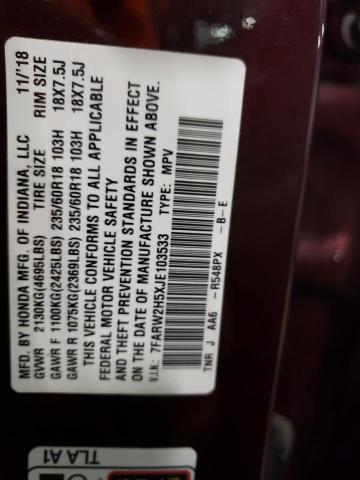 MFD. BY HONDA MFG. OF INDIANA, LLC 11/'18
GVWR 2130KG(4695LBS) TIRE SIZE RIM SIZE
GAWR F 1100KG(2425LBS) 235/60R18 103H 18X7.5J
GAWR R 1075KG(2369LBS) 235/60R18 103H 18X7.5J
THIS VEHICLE CONFORMS TO ALL APPLICABLE
FEDERAL MOTOR VEHICLE SAFETY
AND THEFT PREVENTION STANDARDS IN EFFECT
ON THE DATE OF MANUFACTURE SHOWN ABOVE.
V.I.N.: 7FARW2H5XJE103533 TYPE: MPV
TNR J AA6 -R548PX -B-E
TLA A1